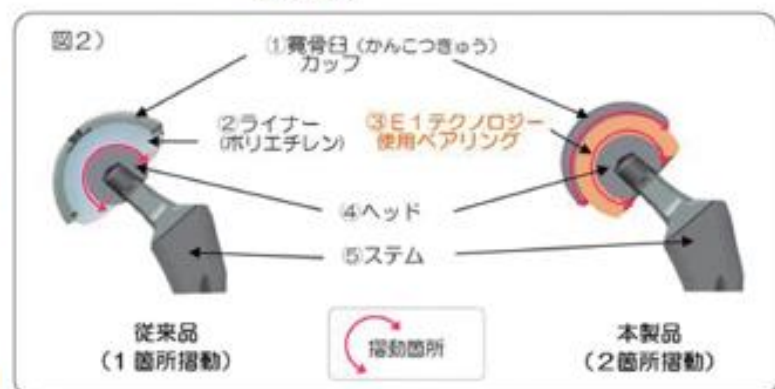 図2)
①寛骨臼（かんこつきゅう）
カップ
②ライナー
(ポリエチレン)
③E1テクノロジー
使用ベアリング
④ヘッド
⑤ステム
従来品
（1箇所摺動）
摺動箇所
本製品
（2箇所摺動）